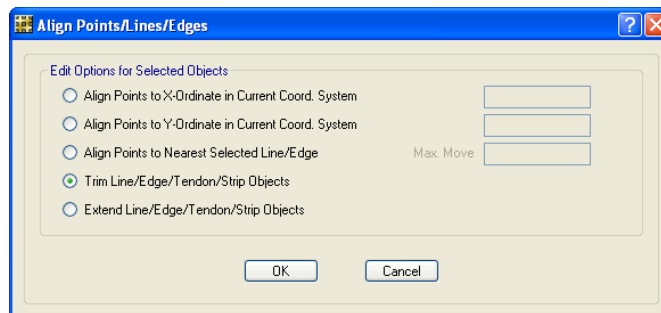 Align Points/Lines/Edges
Edit Options for Selected Objects
Align Points to X-Ordinate in Current Coord. System
Align Points to Y-Ordinate in Current Coord. System
Align Points to Nearest Selected Line/Edge Max. Move
Trim Line/Edge/Tendon/Strip Objects
Extend Line/Edge/Tendon/Strip Objects
OK Cancel